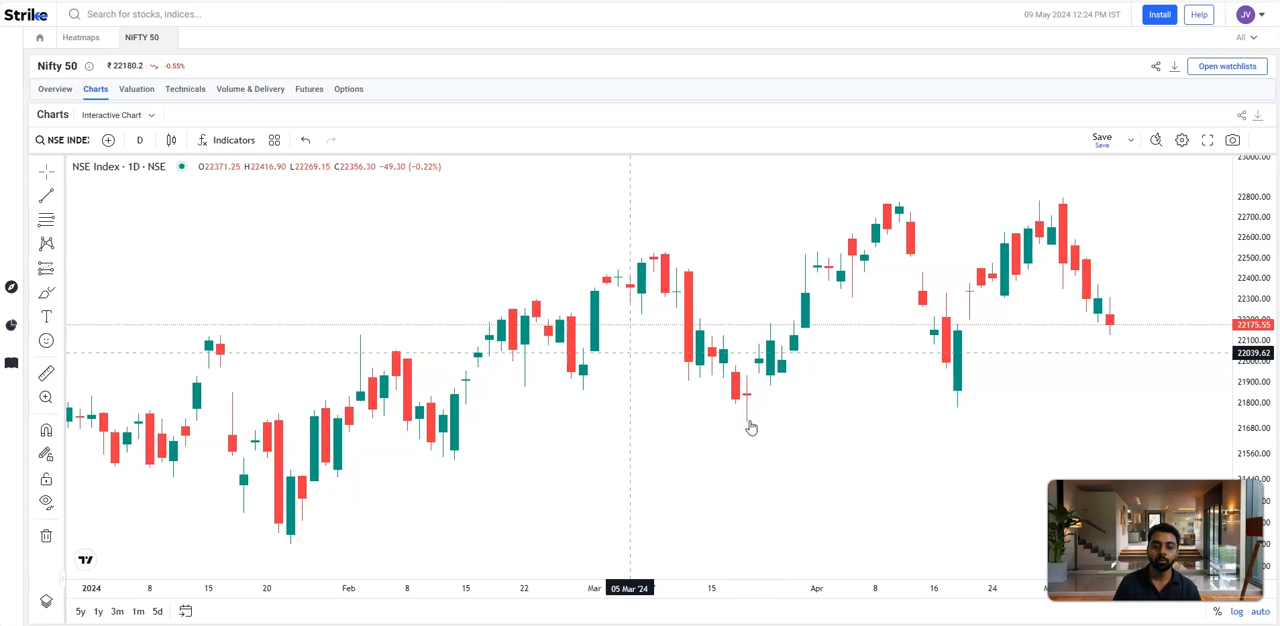 Strike
Search for stocks, indices...
09 May 2024 12:24 PM IST
Install
Help
JV
Heatmaps
NIFTY 50
All
Nifty 50
₹ 22180.2
-0.55%
Open watchlists
Overview
Charts
Valuation
Technicals
Volume & Delivery
Futures
Options
Charts
Interactive Chart
NSE INDE
D
Indicators
Save
Save
NSE Index · 1D · NSE
O22371.25 H22416.90 L22269.15 C22356.30 -49.30 (-0.22%)
23000.00
22800.00
22700.00
22600.00
22500.00
22400.00
22300.00
22175.55
22100.00
22039.62
22000.00
21900.00
21800.00
21680.00
21560.00
21440.00
2024
8
15
20
Feb
8
15
22
Mar
05 Mar '24
15
Apr
8
16
24
5y
1y
3m
1m
5d
%
log
auto